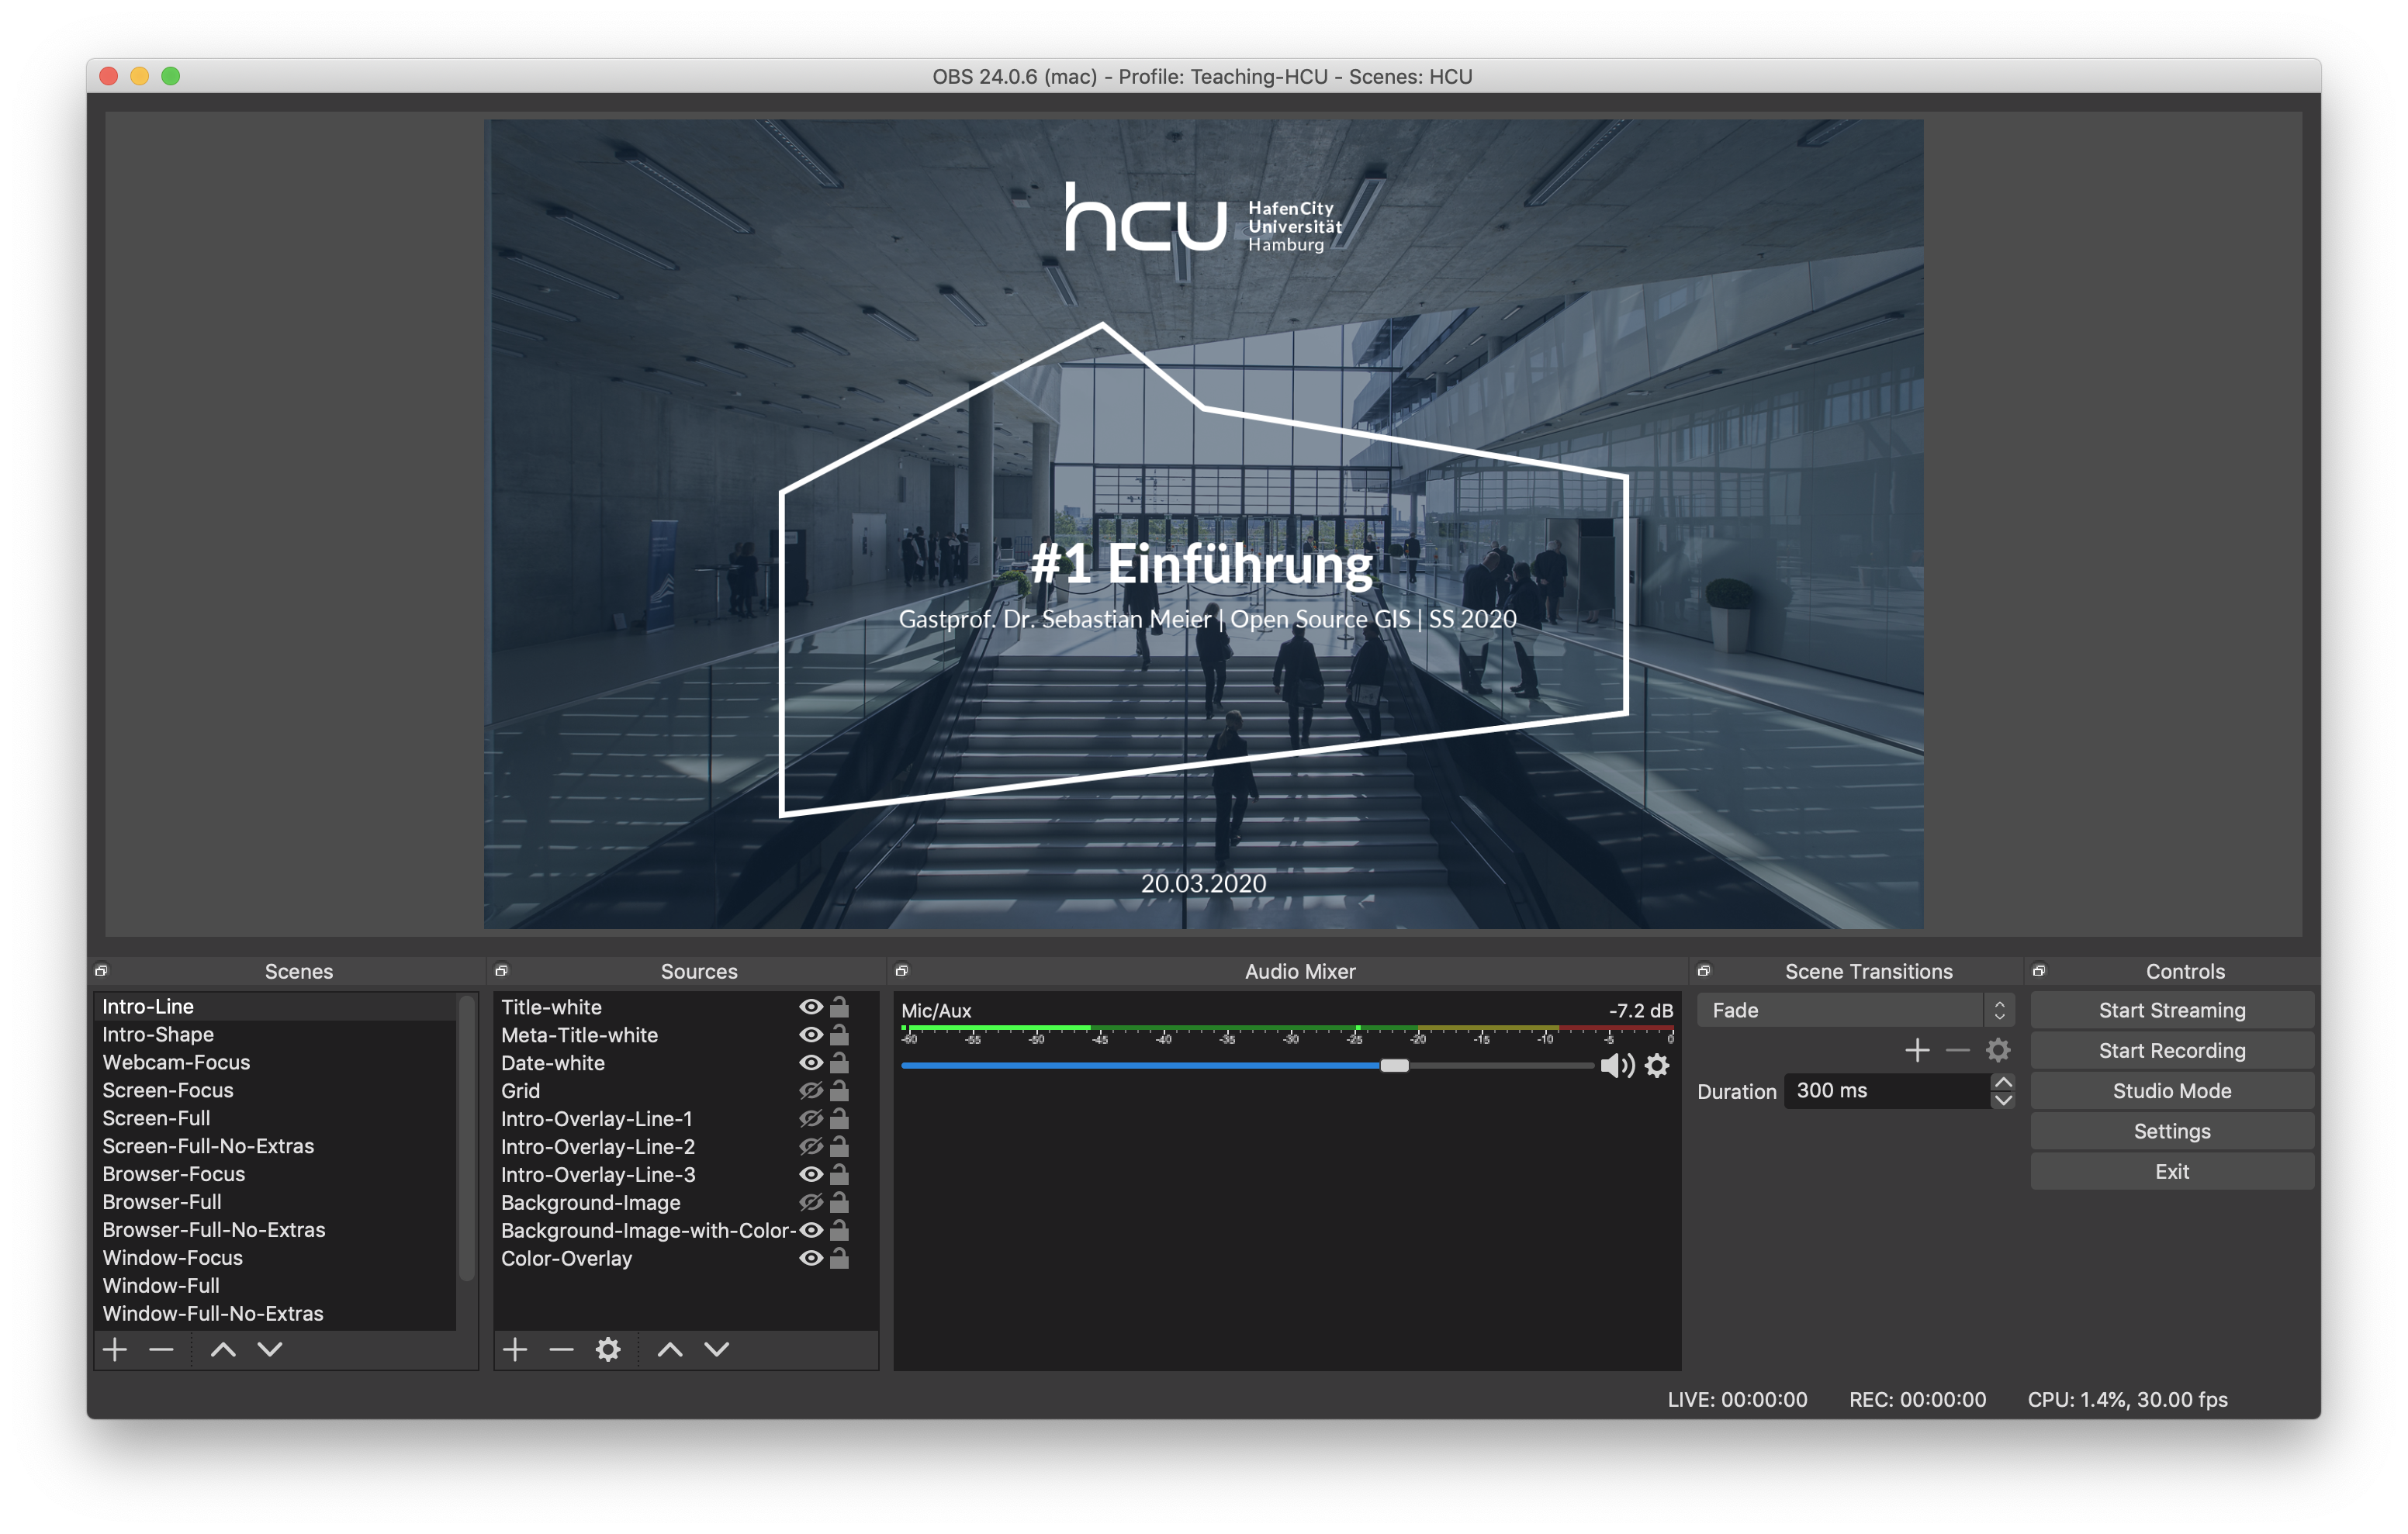 OBS 24.0.6 (mac) - Profile: Teaching-HCU - Scenes: HCU
hcu
HafenCity
Universität
Hamburg
#1 Einführung
Gastprof. Dr. Sebastian Meier | Open Source GIS | SS 2020
20.03.2020
Scenes
Intro-Line
Intro-Shape
Webcam-Focus
Screen-Focus
Screen-Full
Screen-Full-No-Extras
Browser-Focus
Browser-Full
Browser-Full-No-Extras
Window-Focus
Window-Full
Window-Full-No-Extras
Sources
Title-white
Meta-Title-white
Date-white
Grid
Intro-Overlay-Line-1
Intro-Overlay-Line-2
Intro-Overlay-Line-3
Background-Image
Background-Image-with-Color-
Color-Overlay
Audio Mixer
Mic/Aux -7.2 dB
-60 -55 -50 -45 -40 -35 -30 -25 -20 -15 -10 -5 0
Scene Transitions
Fade
Duration 300 ms
Controls
Start Streaming
Start Recording
Studio Mode
Settings
Exit
LIVE: 00:00:00 REC: 00:00:00 CPU: 1.4%, 30.00 fps